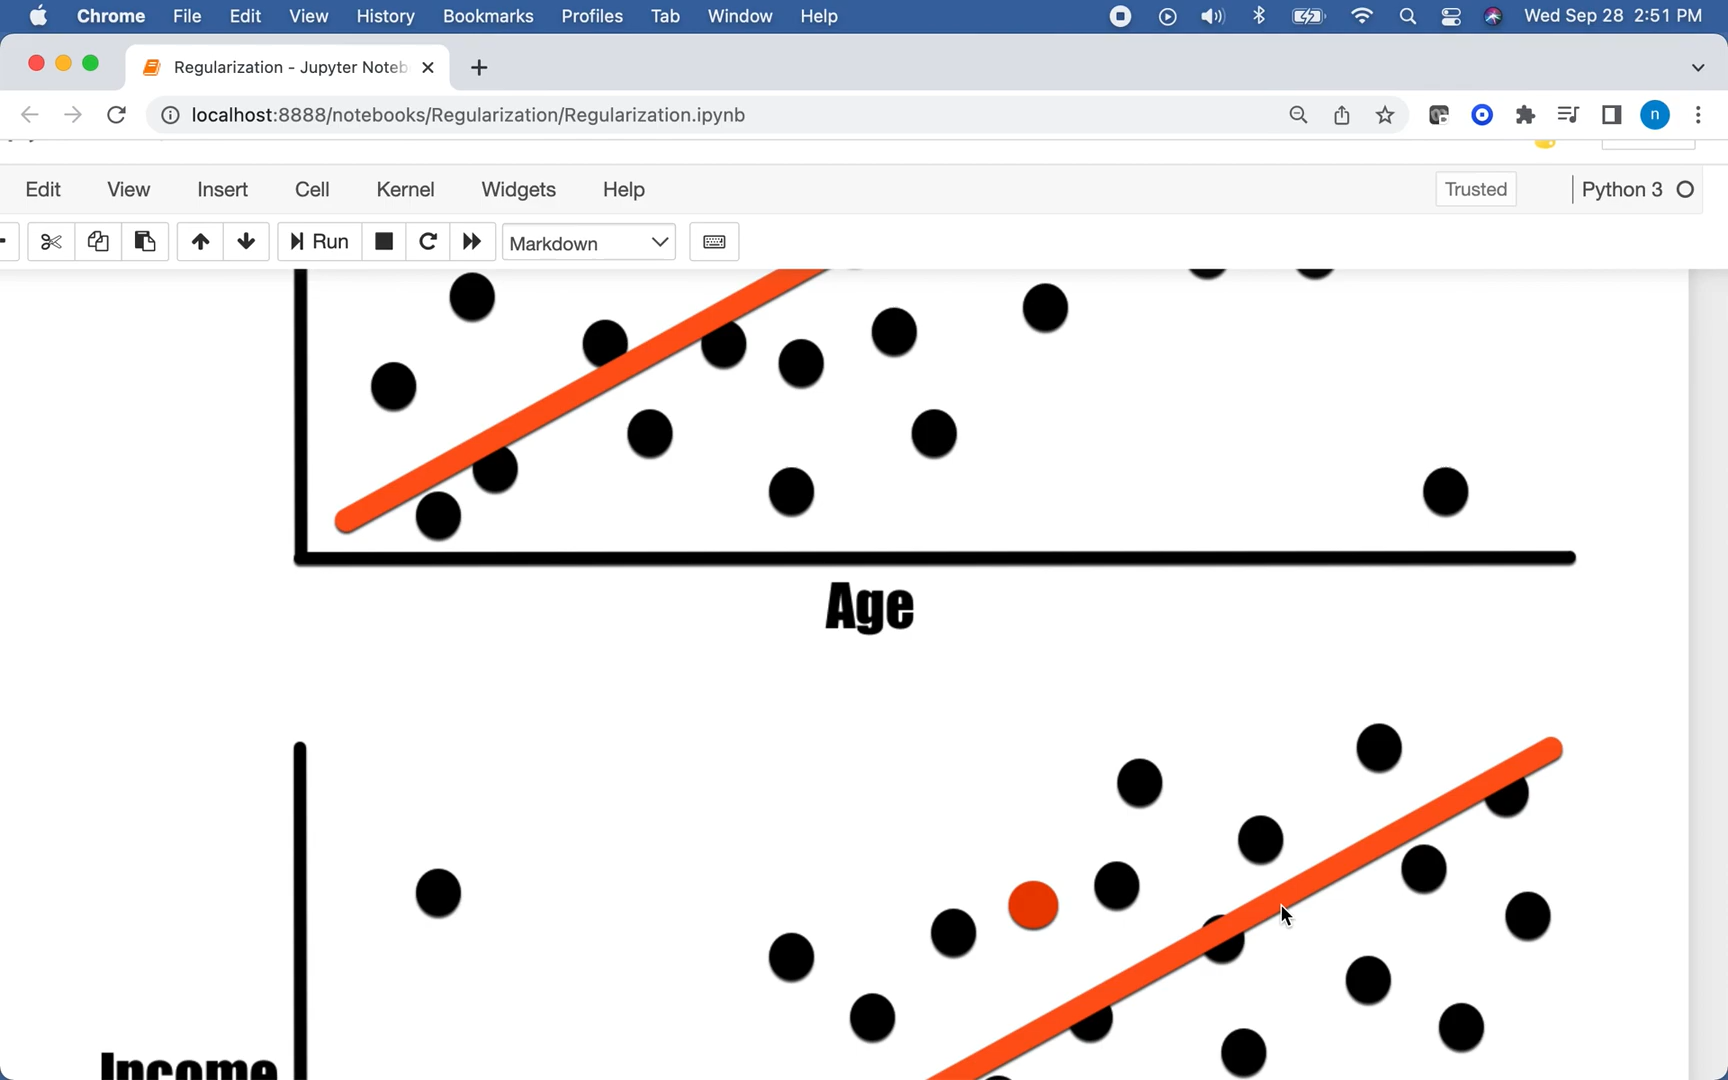 Chrome File Edit View History Bookmarks Profiles Tab Window Help Wed Sep 28 2:51 PM
Regularization - Jupyter Noteb
localhost:8888/notebooks/Regularization/Regularization.ipynb n
Edit View Insert Cell Kernel Widgets Help Trusted Python 3
Run Markdown
Age
Income